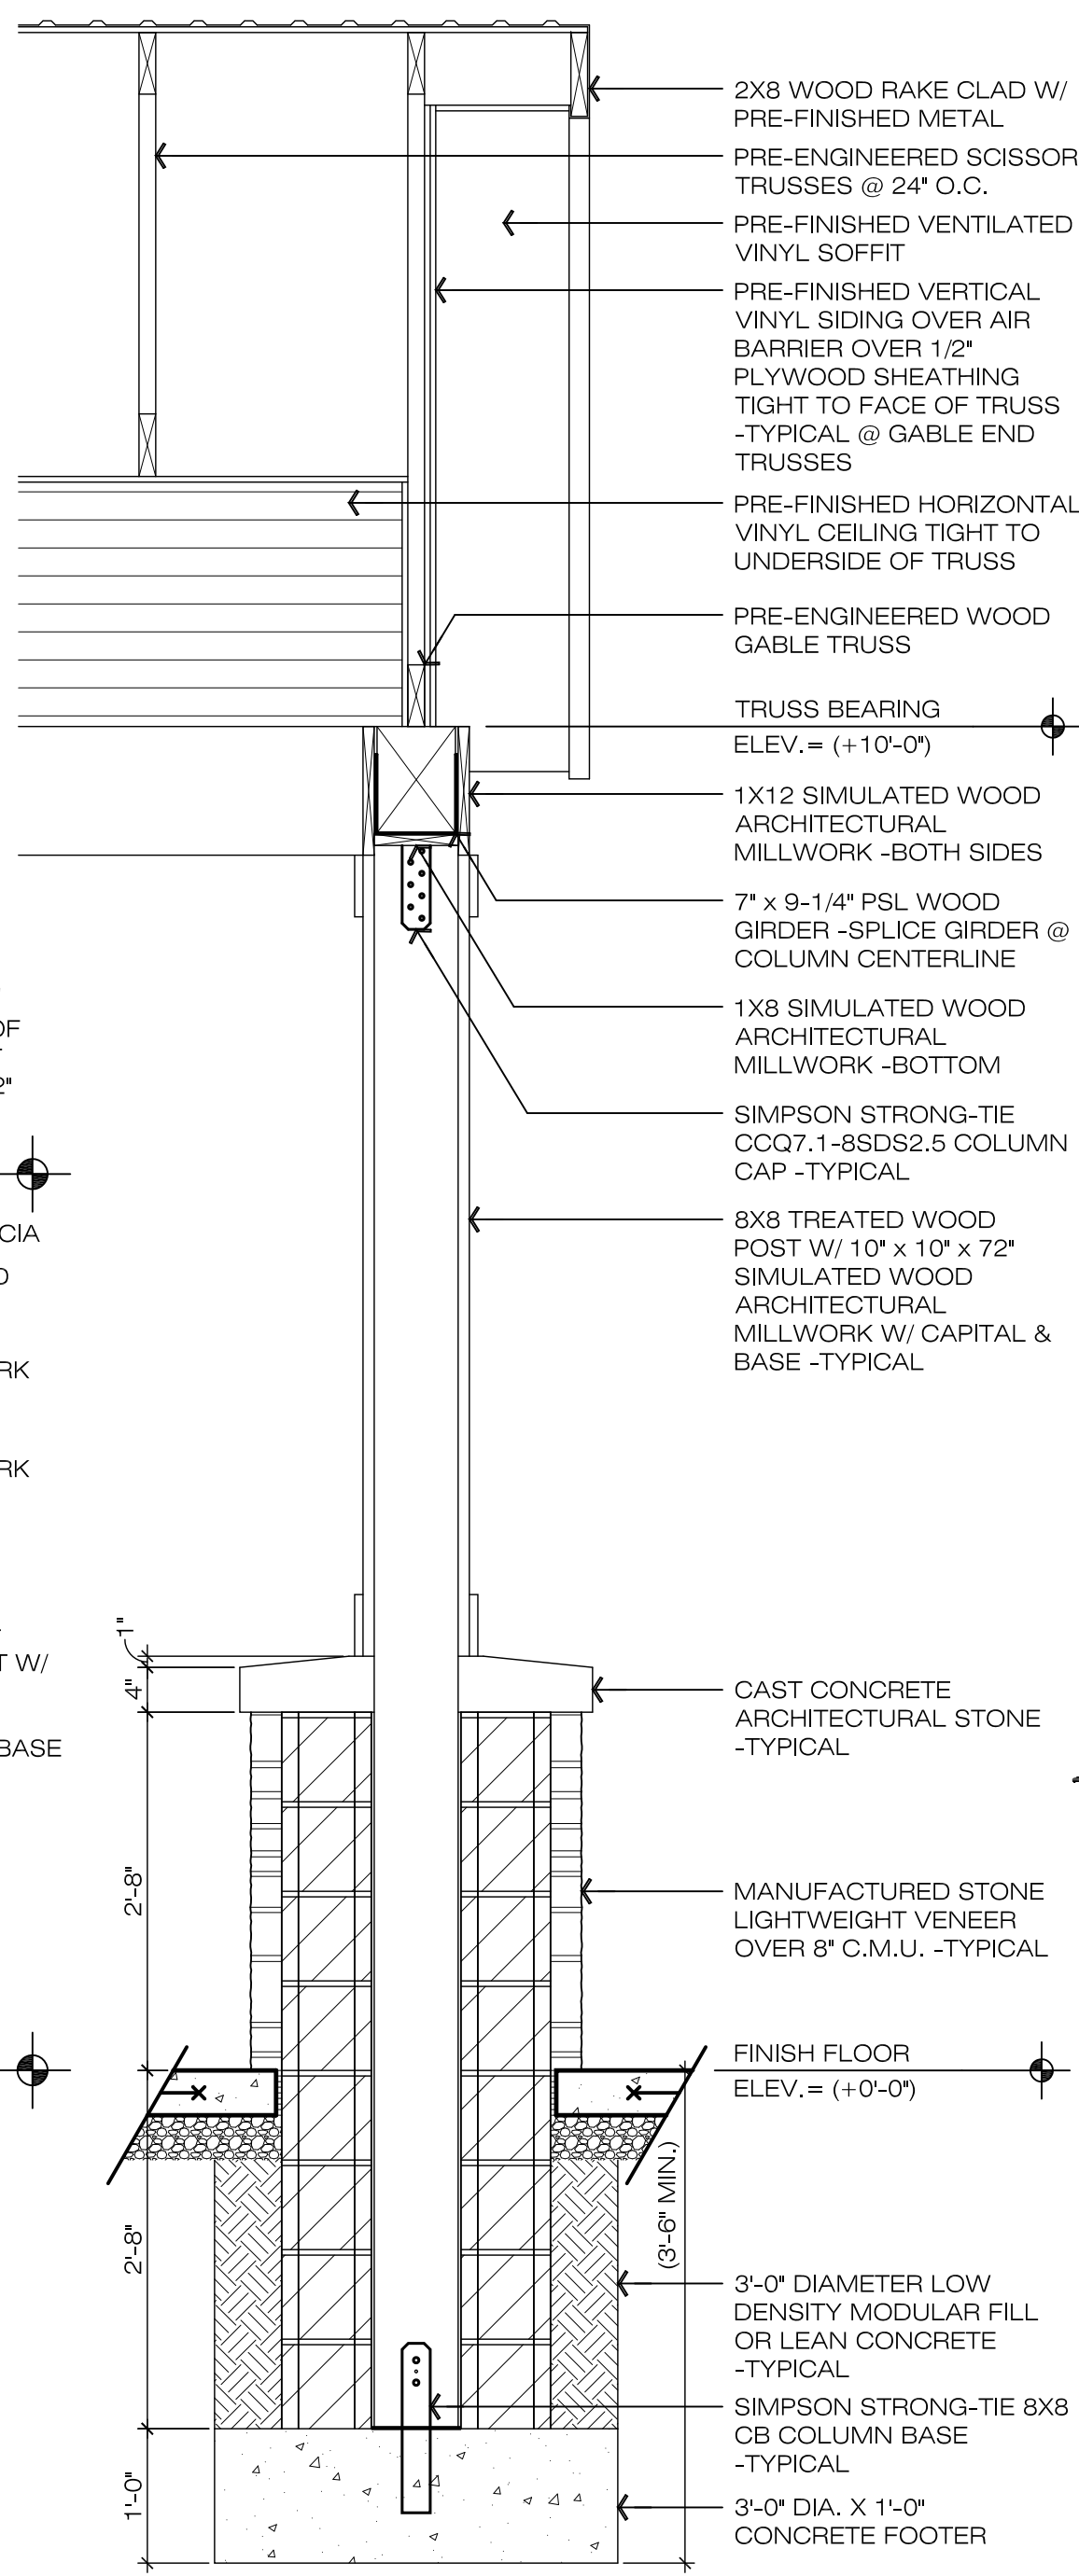 2X8 WOOD RAKE CLAD W/
PRE-FINISHED METAL
PRE-ENGINEERED SCISSOR
TRUSSES @ 24" O.C.
PRE-FINISHED VENTILATED
VINYL SOFFIT
PRE-FINISHED VERTICAL
VINYL SIDING OVER AIR
BARRIER OVER 1/2"
PLYWOOD SHEATHING
TIGHT TO FACE OF TRUSS
-TYPICAL @ GABLE END
TRUSSES
PRE-FINISHED HORIZONTAL
VINYL CEILING TIGHT TO
UNDERSIDE OF TRUSS
PRE-ENGINEERED WOOD
GABLE TRUSS
TRUSS BEARING
ELEV.= (+10'-0")
1X12 SIMULATED WOOD
ARCHITECTURAL
MILLWORK -BOTH SIDES
7" x 9-1/4" PSL WOOD
GIRDER -SPLICE GIRDER @
COLUMN CENTERLINE
1X8 SIMULATED WOOD
ARCHITECTURAL
MILLWORK -BOTTOM
SIMPSON STRONG-TIE
CCQ7.1-8SDS2.5 COLUMN
CAP -TYPICAL
8X8 TREATED WOOD
POST W/ 10" x 10" x 72"
SIMULATED WOOD
ARCHITECTURAL
MILLWORK W/ CAPITAL &
BASE -TYPICAL
CAST CONCRETE
ARCHITECTURAL STONE
-TYPICAL
MANUFACTURED STONE
LIGHTWEIGHT VENEER
OVER 8" C.M.U. -TYPICAL
FINISH FLOOR
ELEV.= (+0'-0")
3'-0" DIAMETER LOW
DENSITY MODULAR FILL
OR LEAN CONCRETE
-TYPICAL
SIMPSON STRONG-TIE 8X8
CB COLUMN BASE
-TYPICAL
3'-0" DIA. X 1'-0"
CONCRETE FOOTER
OF
2"
CIA
RK
RK
W/
BASE
1"
4"
2'-8"
2'-8"
1'-0"
(3'-6" MIN.)